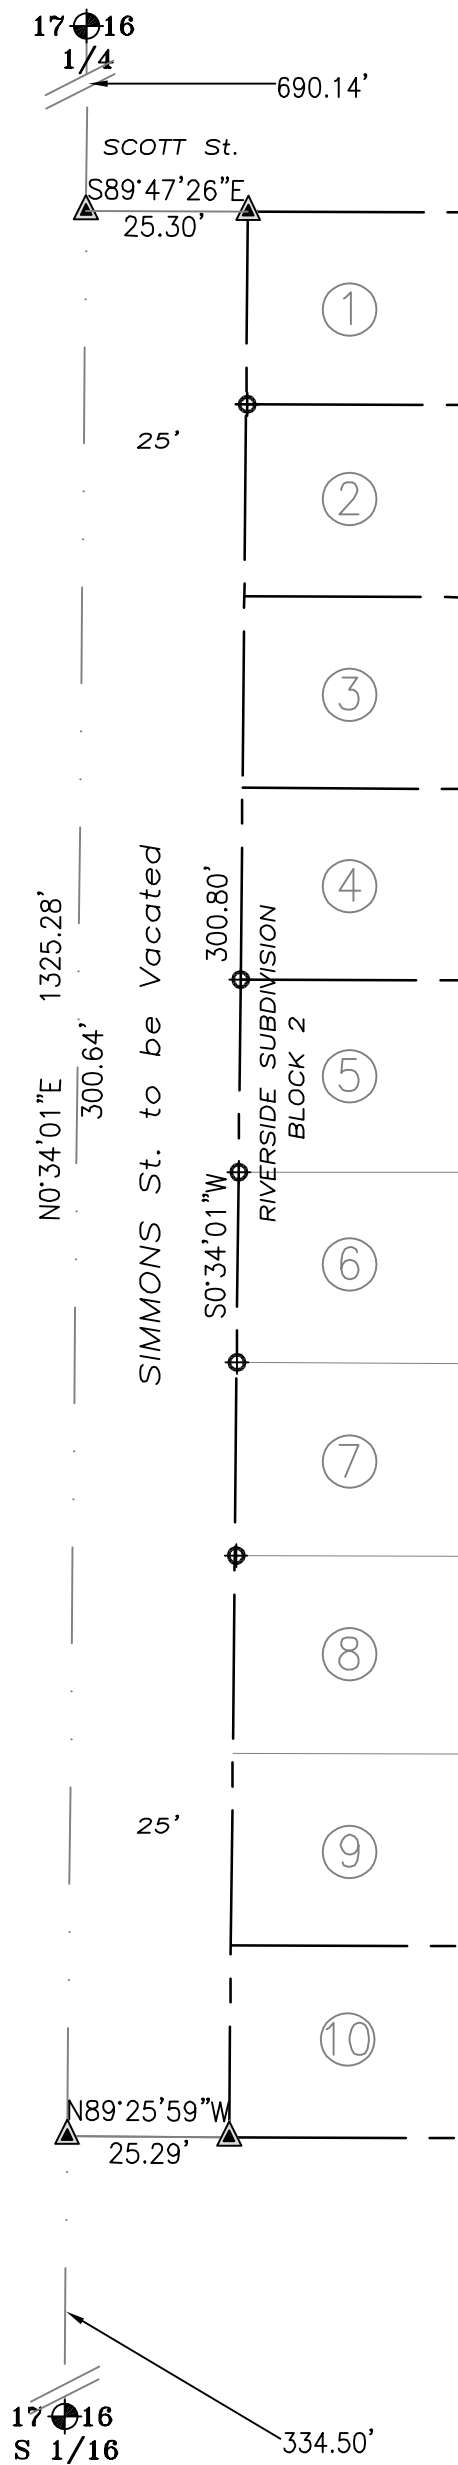 17 16
1/4
690.14'
SCOTT St.
S89°47'26"E
25.30'
1
25'
2
3
4
SIMMONS St. to be Vacated
1325.28'
N0°34'01"E
300.64'
300.80'
S0°34'01"W
RIVERSIDE SUBDIVISION
BLOCK 2
5
6
7
8
25'
9
10
N89°25'59"W
25.29'
17 16
S 1/16
334.50'